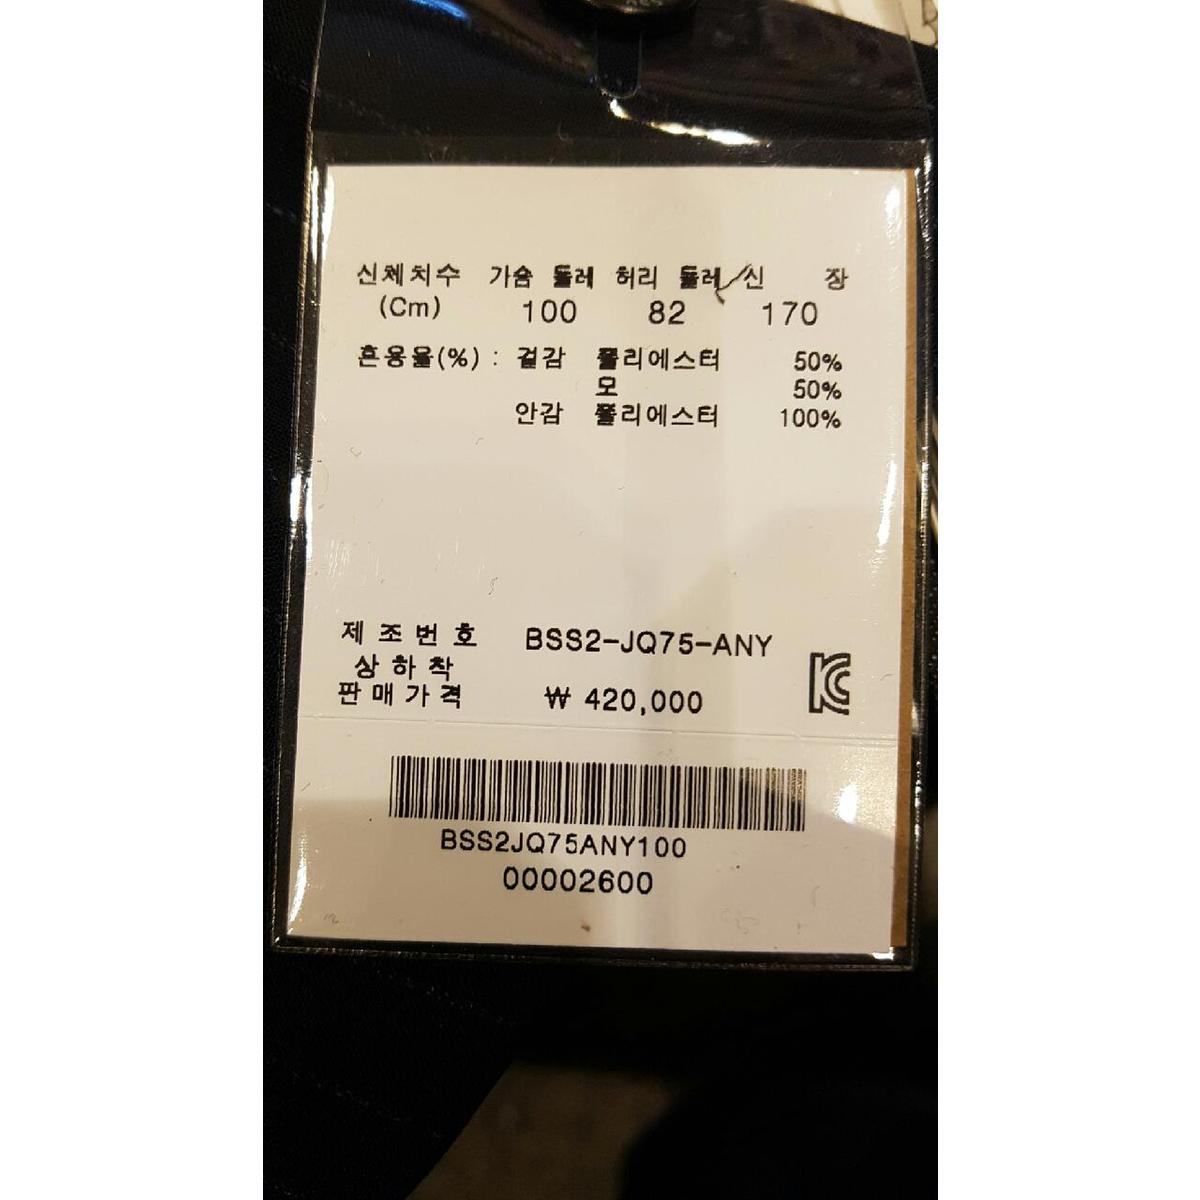 신체치수 가슴 둘레 허리 둘레 신 장
(Cm) 100 82 170
혼용율(%) : 겉감 폴리에스터 50%
모 50%
안감 폴리에스터 100%
제 조 번 호 BSS2-JQ75-ANY
상 하 착
판 매 가 격 ₩ 420,000
BSS2JQ75ANY100
00002600